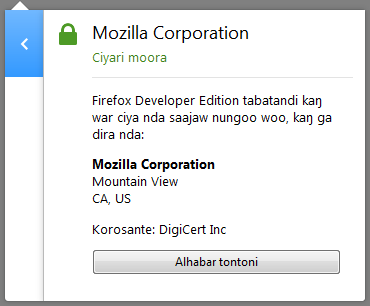 Mozilla Corporation
Ciyari moora
Firefox Developer Edition tabatandi kaŋ
war ciya nda saajaw nungoo woo, kaŋ ga
dira nda:
Mozilla Corporation
Mountain View
CA, US
Korosante: DigiCert Inc
Alhabar tontoni